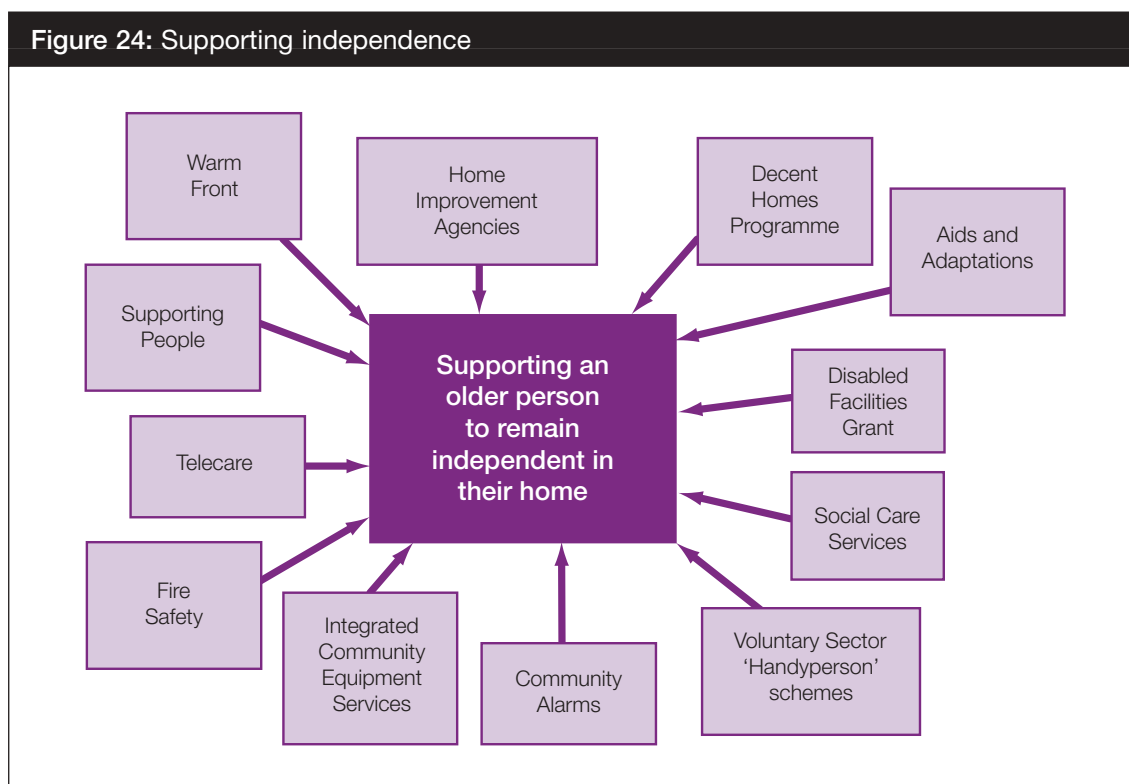 Figure 24: Supporting independence
Warm
Front
Home
Improvement
Agencies
Decent
Homes
Programme
Aids and
Adaptations
Supporting
People
Supporting an
older person
to remain
independent in
their home
Disabled
Facilities
Grant
Telecare
Social Care
Services
Fire
Safety
Integrated
Community
Equipment
Services
Community
Alarms
Voluntary Sector
‘Handyperson’
schemes